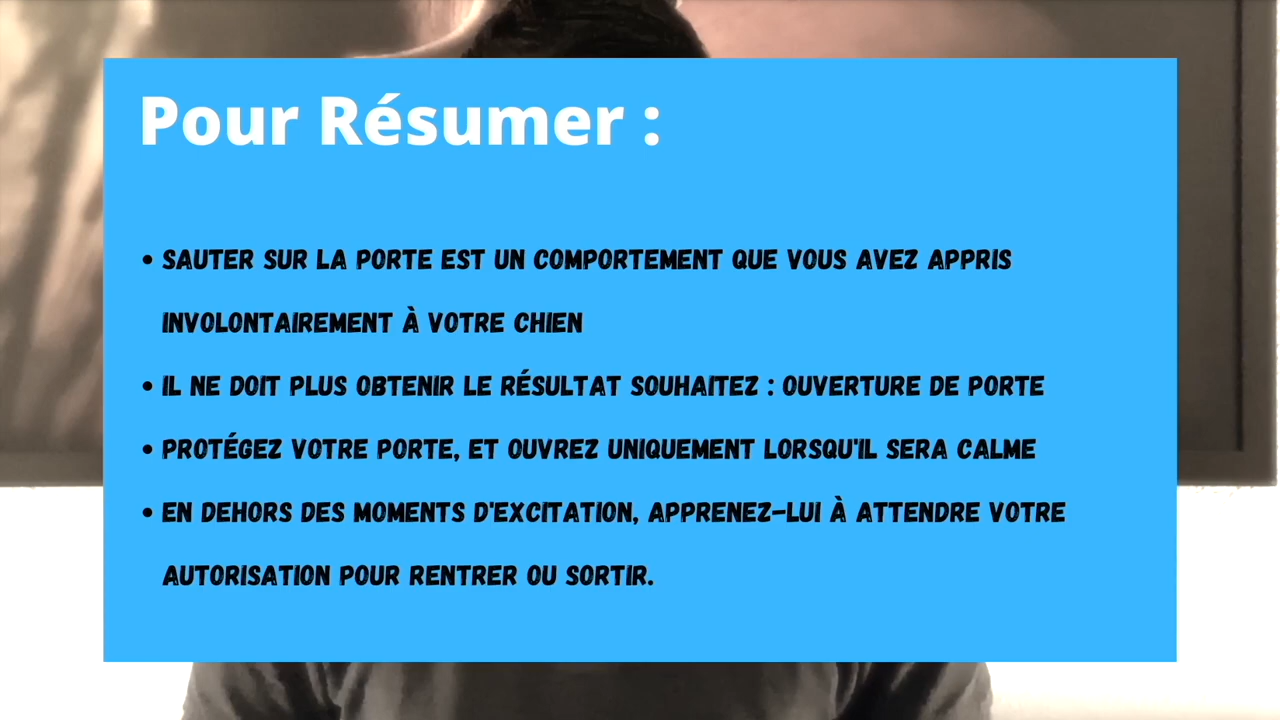 Pour Résumer :
• SAUTER SUR LA PORTE EST UN COMPORTEMENT QUE VOUS AVEZ APPRIS
INVOLONTAIREMENT À VOTRE CHIEN
• IL NE DOIT PLUS OBTENIR LE RÉSULTAT SOUHAITEZ : OUVERTURE DE PORTE
• PROTÉGEZ VOTRE PORTE, ET OUVREZ UNIQUEMENT LORSQU'IL SERA CALME
• EN DEHORS DES MOMENTS D'EXCITATION, APPRENEZ-LUI À ATTENDRE VOTRE
AUTORISATION POUR RENTRER OU SORTIR.